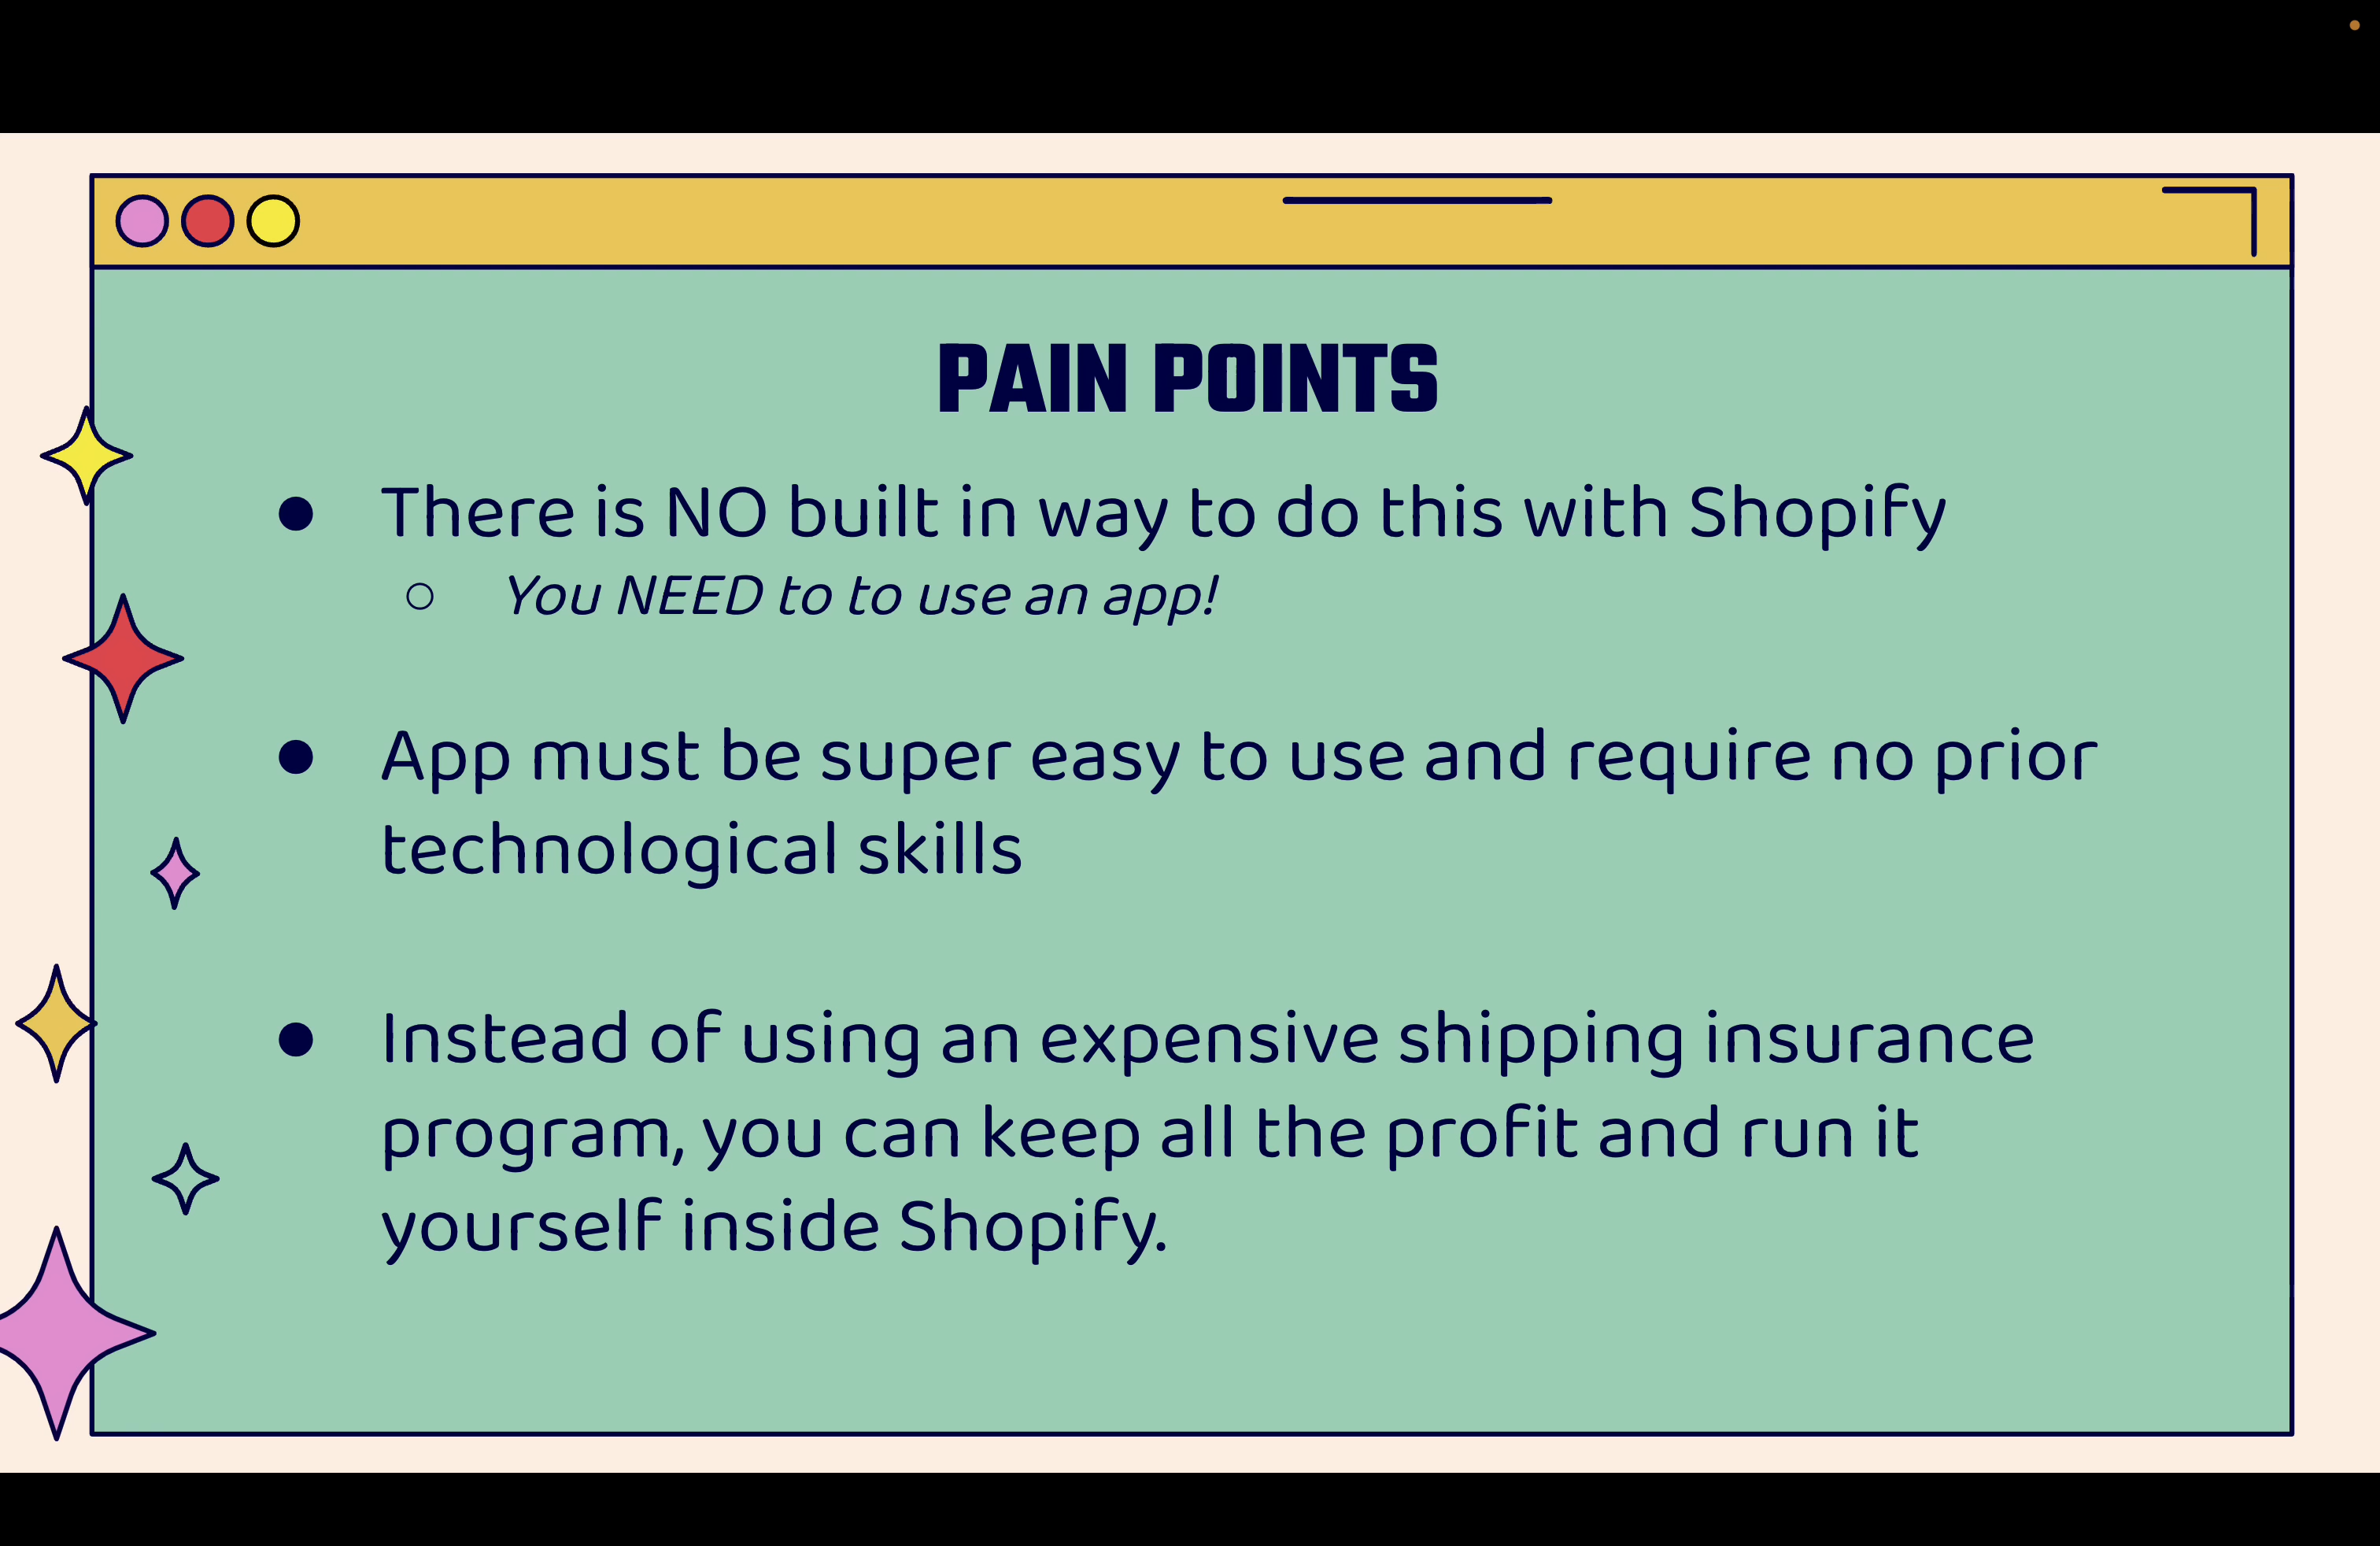 PAIN POINTS
● There is NO built in way to do this with Shopify
○ You NEED to to use an app!
● App must be super easy to use and require no prior
technological skills
● Instead of using an expensive shipping insurance
program, you can keep all the profit and run it
yourself inside Shopify.